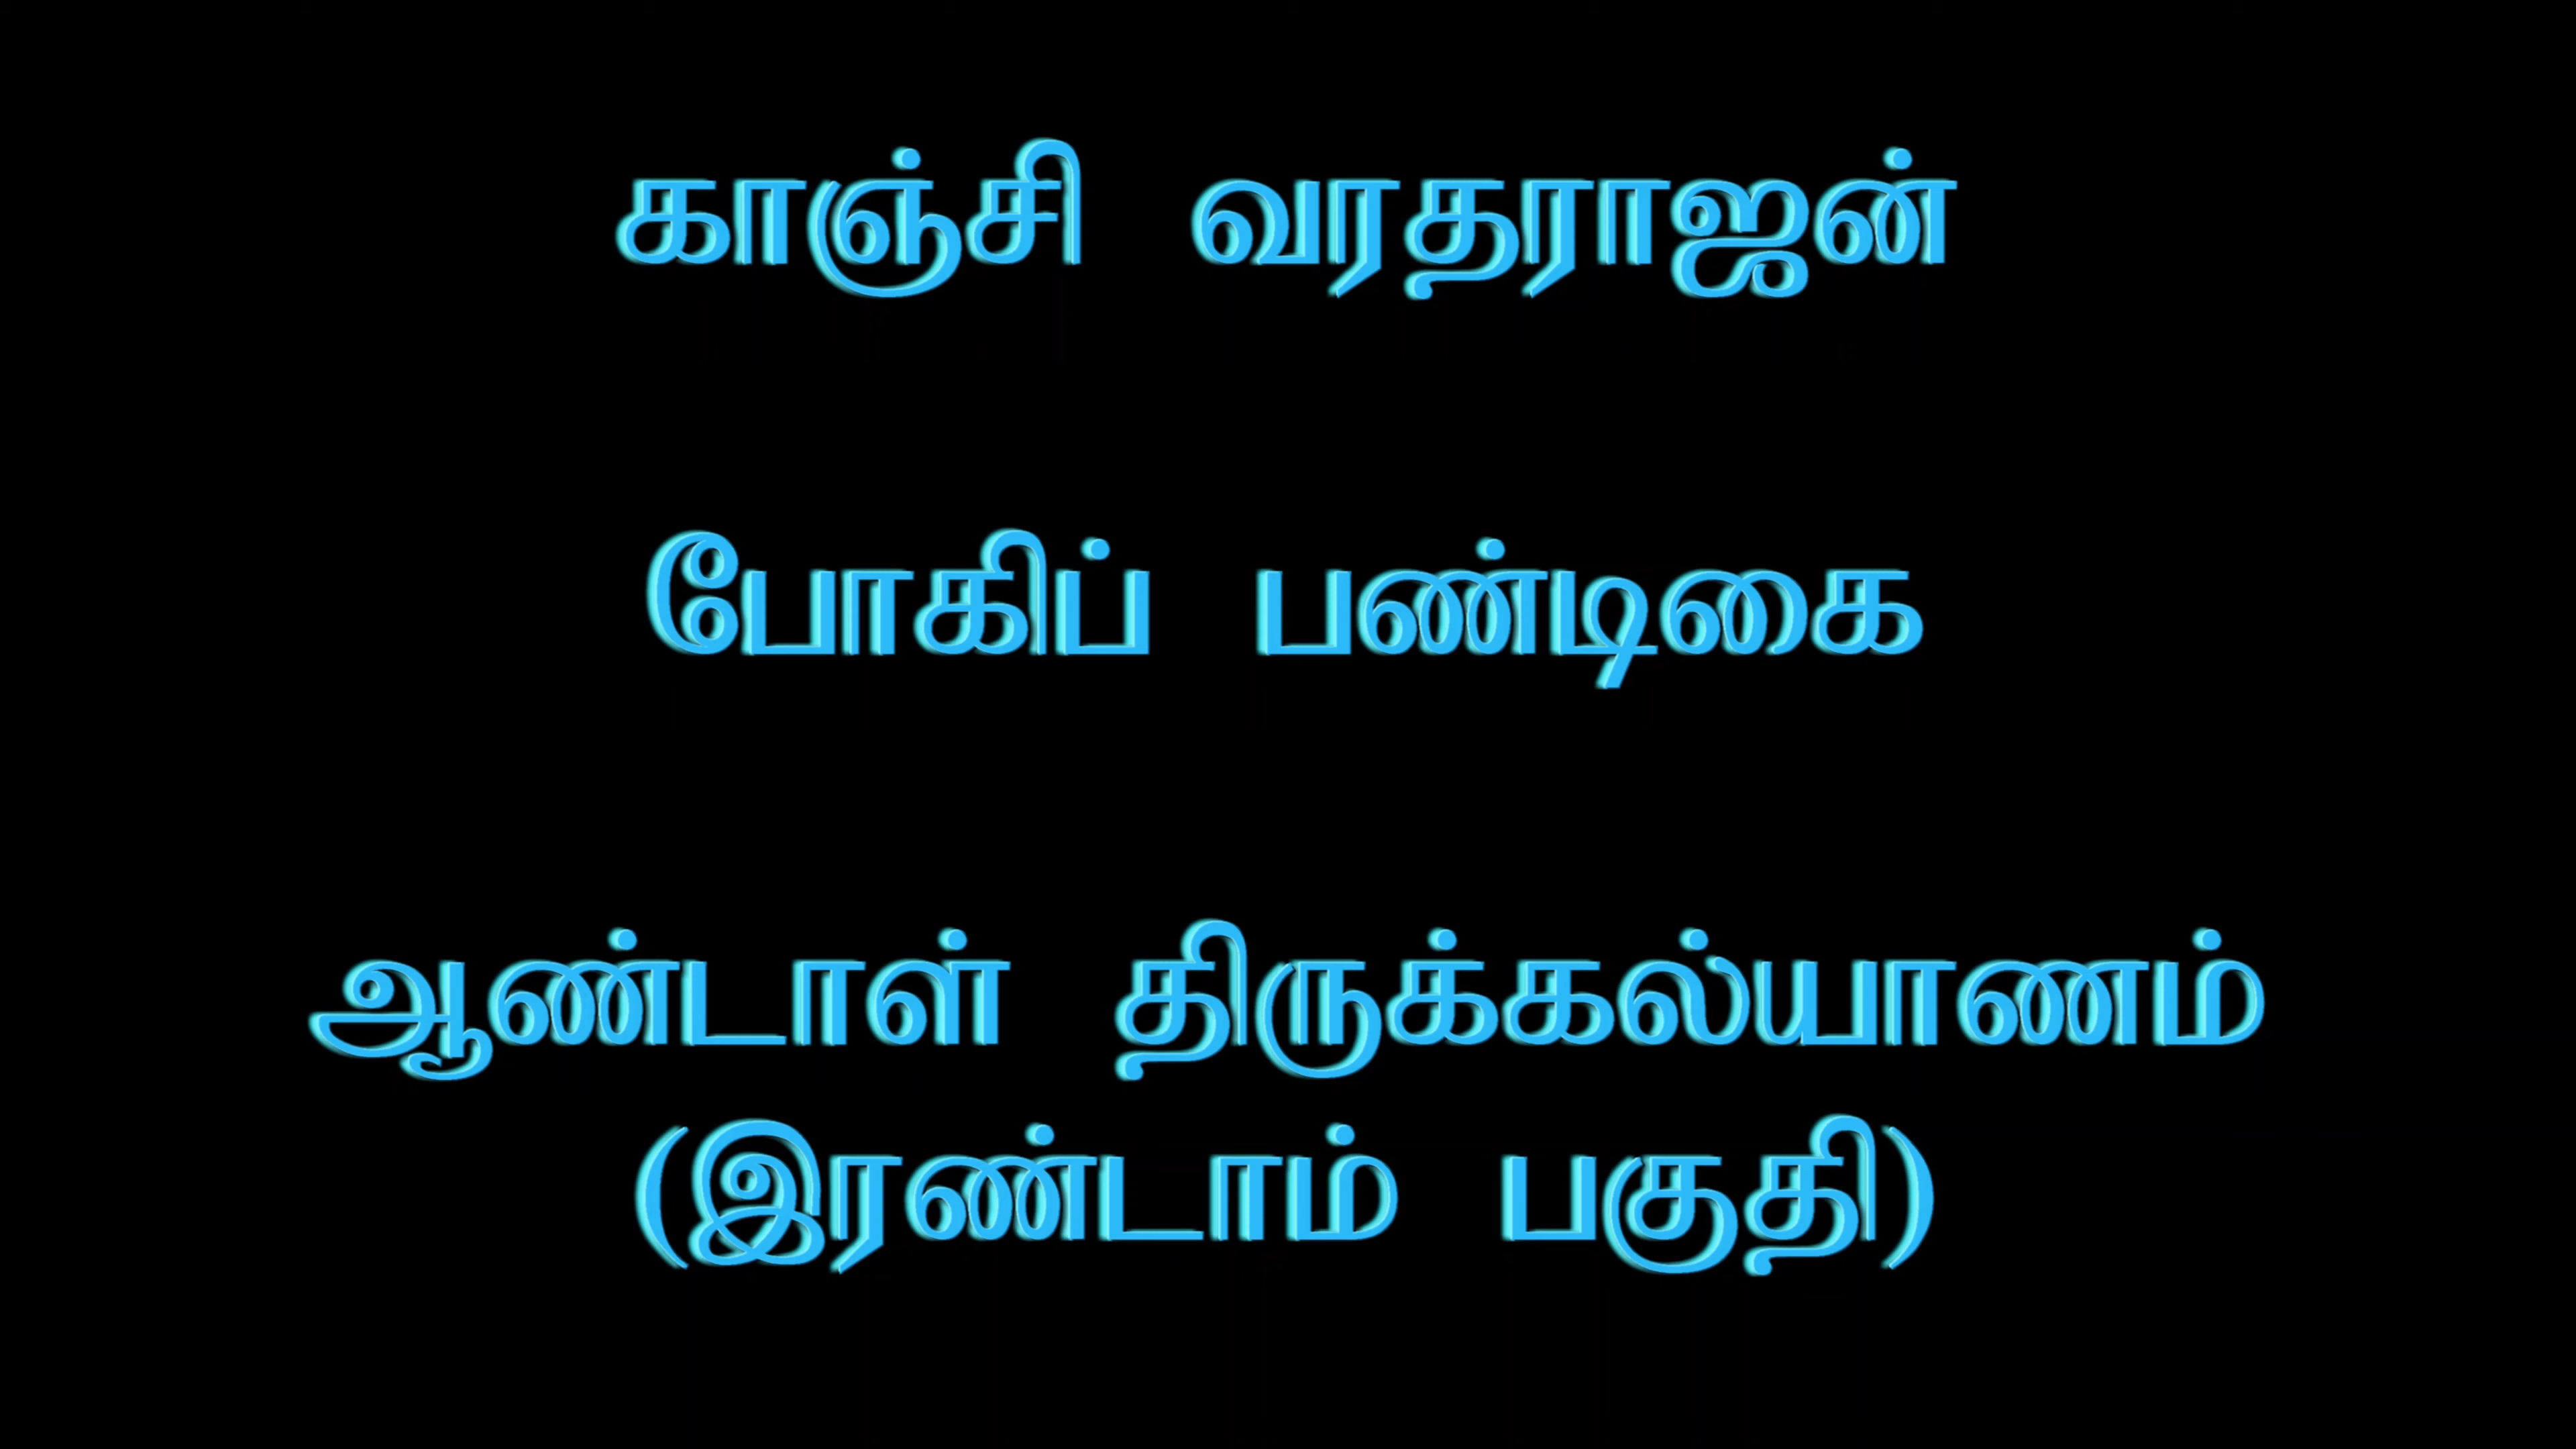 காஞ்சி வரதராஜன்
போகிப் பண்டிகை
ஆண்டாள் திருக்கல்யாணம்
(இரண்டாம் பகுதி)